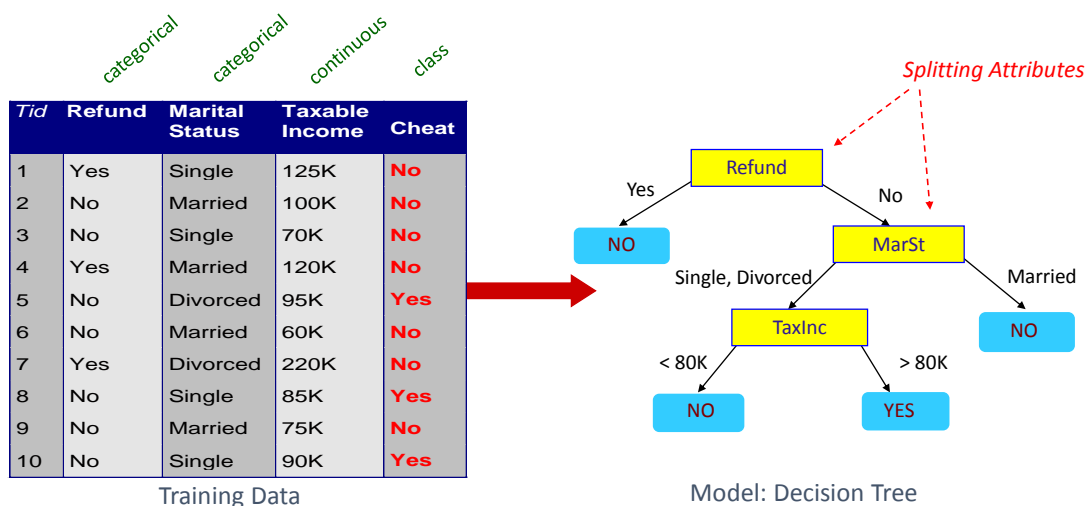 categorical categorical continuous class
Tid Refund Marital Status Taxable Income Cheat
1 Yes Single 125K No
2 No Married 100K No
3 No Single 70K No
4 Yes Married 120K No
5 No Divorced 95K Yes
6 No Married 60K No
7 Yes Divorced 220K No
8 No Single 85K Yes
9 No Married 75K No
10 No Single 90K Yes
Training Data
Splitting Attributes
Refund
Yes No
NO MarSt
Single, Divorced Married
TaxInc NO
< 80K > 80K
NO YES
Model: Decision Tree